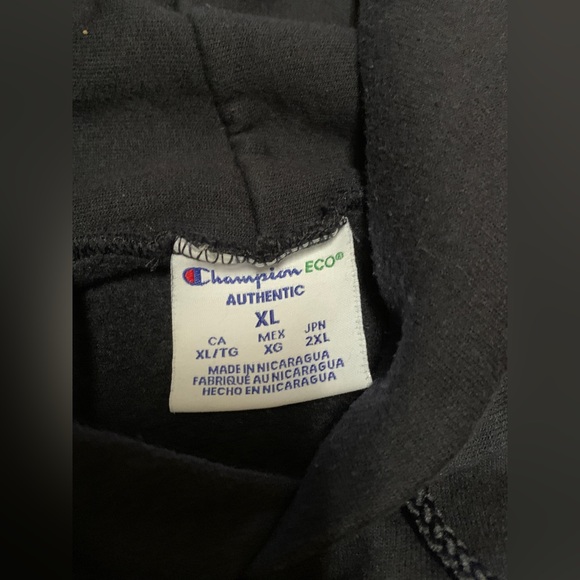 Champion ECO®
AUTHENTIC
XL
CA MEX JPN
XL/TG XG 2XL
MADE IN NICARAGUA
FABRIQUÉ AU NICARAGUA
HECHO EN NICARAGUA